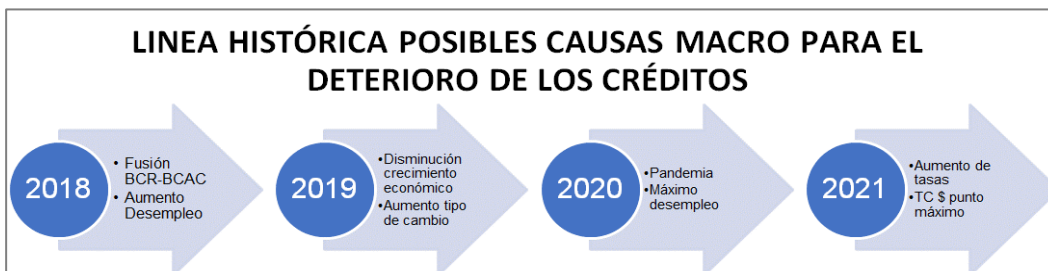 LINEA HISTÓRICA POSIBLES CAUSAS MACRO PARA EL
DETERIORO DE LOS CRÉDITOS
2018
• Fusión
BCR-BCAC
• Aumento
Desempleo
2019
•Disminución
crecimiento
económico
•Aumento tipo
de cambio
2020
•Pandemia
•Máximo
desempleo
2021
•Aumento de
tasas
•TC $ punto
máximo